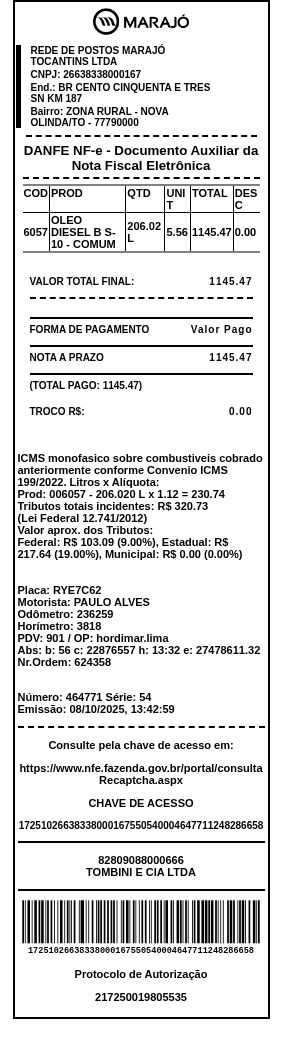 MARAJÓ
REDE DE POSTOS MARAJÓ
TOCANTINS LTDA
CNPJ: 26638338000167
End.: BR CENTO CINQUENTA E TRES
SN KM 187
Bairro: ZONA RURAL - NOVA
OLINDA/TO - 77790000
DANFE NF-e - Documento Auxiliar da
Nota Fiscal Eletrônica
COD PROD QTD UNIT TOTAL DESC
6057 OLEO DIESEL B S-10 - COMUM 206.02 L 5.56 1145.47 0.00
VALOR TOTAL FINAL: 1145.47
FORMA DE PAGAMENTO Valor Pago
NOTA A PRAZO 1145.47
(TOTAL PAGO: 1145.47)
TROCO R$: 0.00
ICMS monofasico sobre combustiveis cobrado
anteriormente conforme Convenio ICMS
199/2022. Litros x Alíquota:
Prod: 006057 - 206.020 L x 1.12 = 230.74
Tributos totais incidentes: R$ 320.73
(Lei Federal 12.741/2012)
Valor aprox. dos Tributos:
Federal: R$ 103.09 (9.00%), Estadual: R$
217.64 (19.00%), Municipal: R$ 0.00 (0.00%)
Placa: RYE7C62
Motorista: PAULO ALVES
Odômetro: 236259
Horímetro: 3818
PDV: 901 / OP: hordimar.lima
Abs: b: 56 c: 22876557 h: 13:32 e: 27478611.32
Nr.Ordem: 624358
Número: 464771 Série: 54
Emissão: 08/10/2025, 13:42:59
Consulte pela chave de acesso em:
https://www.nfe.fazenda.gov.br/portal/consulta
Recaptcha.aspx
CHAVE DE ACESSO
17251026638338000167550540004647711248286658
82809088000666
TOMBINI E CIA LTDA
17251026638338000167550540004647711248286658
Protocolo de Autorização
217250019805535